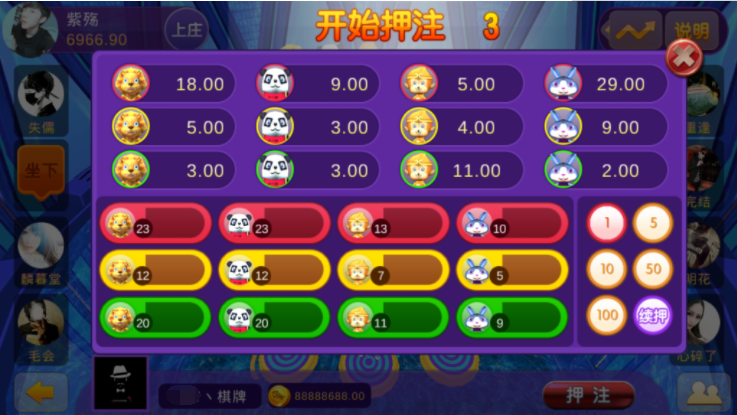 紫殇
6966.90
上庄
开始押注 3
说明
18.00 9.00 5.00 29.00
5.00 3.00 4.00 9.00
3.00 3.00 11.00 2.00
失儒
坐下
完结
23 23 13 10
1 5
12 12 7 5
10 50
麟暮堂
20 20 11 9
100 续押
毛会
心碎了
丶棋牌
88888688.00
押 注